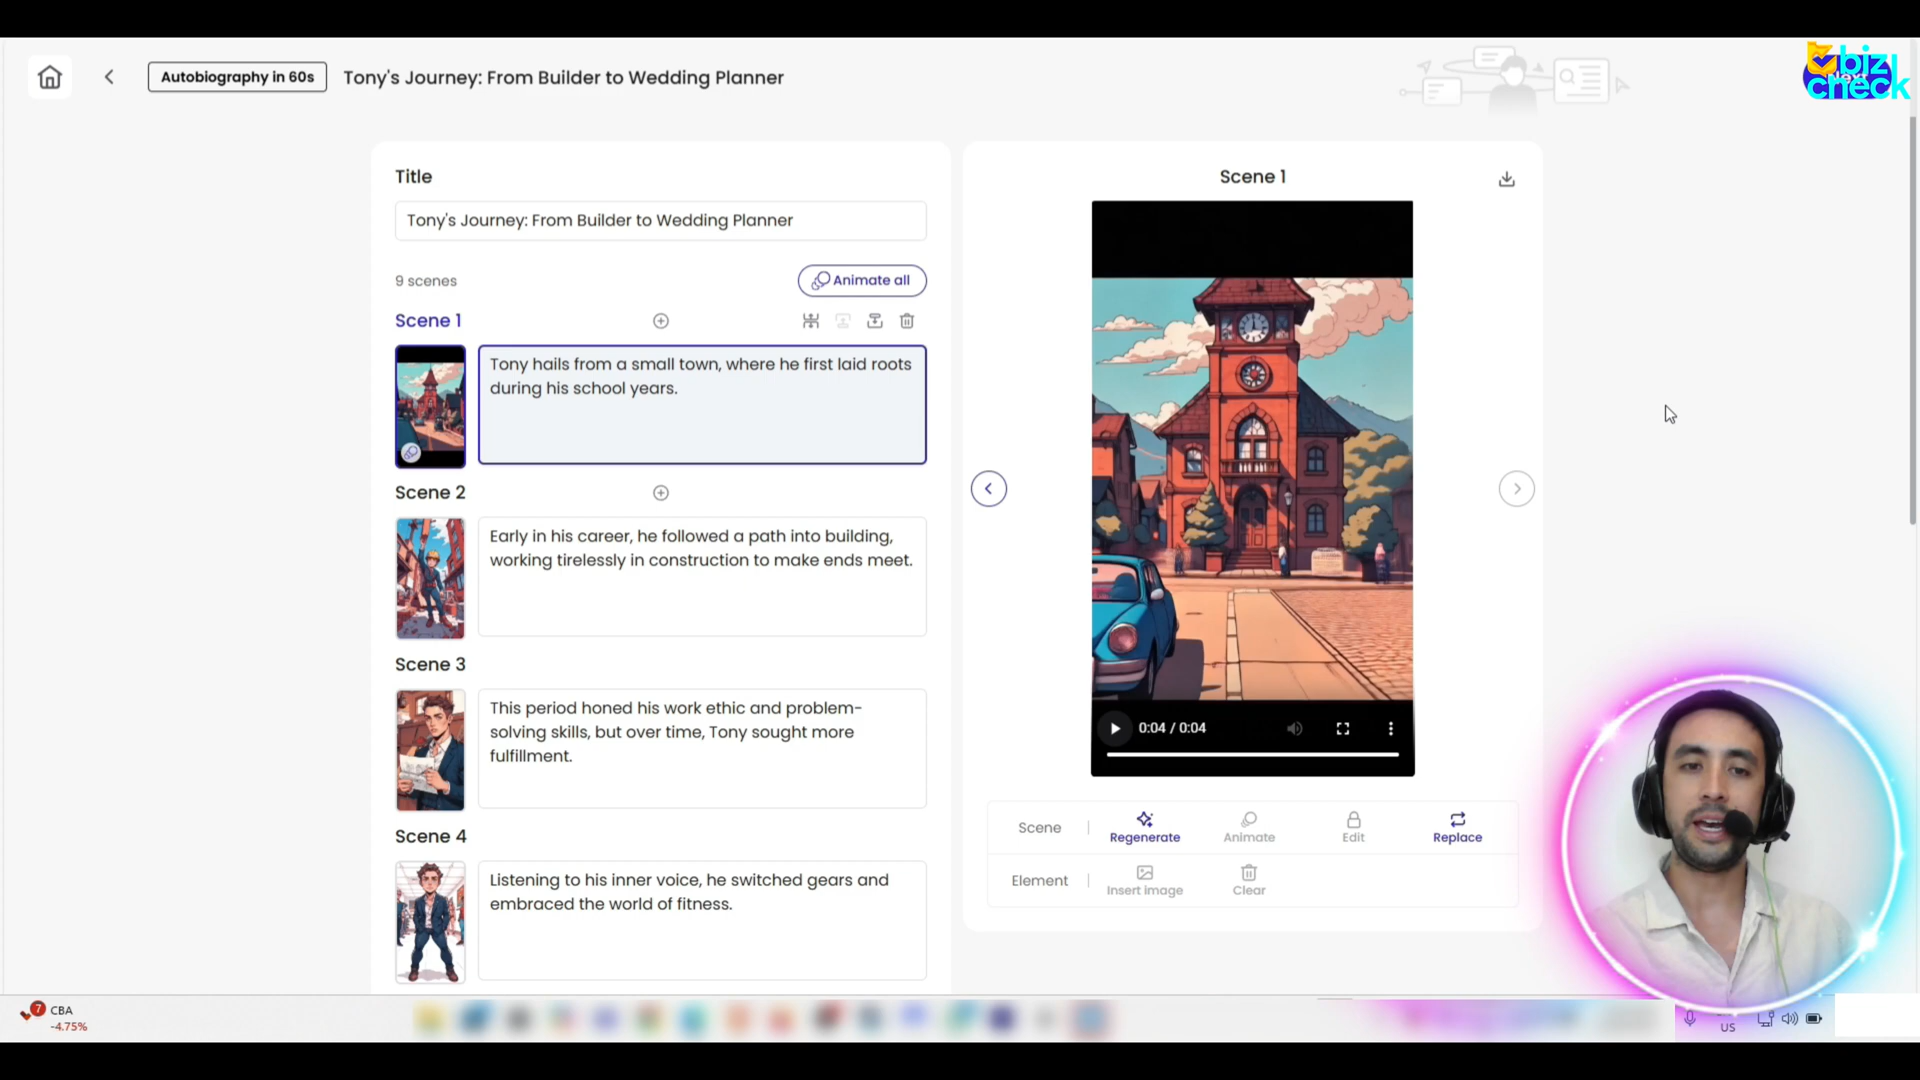 Autobiography in 60s
Tony's Journey: From Builder to Wedding Planner
biz
check
Title
Tony's Journey: From Builder to Wedding Planner
9 scenes
Animate all
Scene 1
Tony hails from a small town, where he first laid roots
during his school years.
Scene 2
Early in his career, he followed a path into building,
working tirelessly in construction to make ends meet.
Scene 3
This period honed his work ethic and problem-
solving skills, but over time, Tony sought more
fulfillment.
Scene 4
Listening to his inner voice, he switched gears and
embraced the world of fitness.
Scene 1
0:04 / 0:04
Scene
Regenerate
Animate
Edit
Replace
Element
Insert image
Clear
7
CBA
-4.75%
US